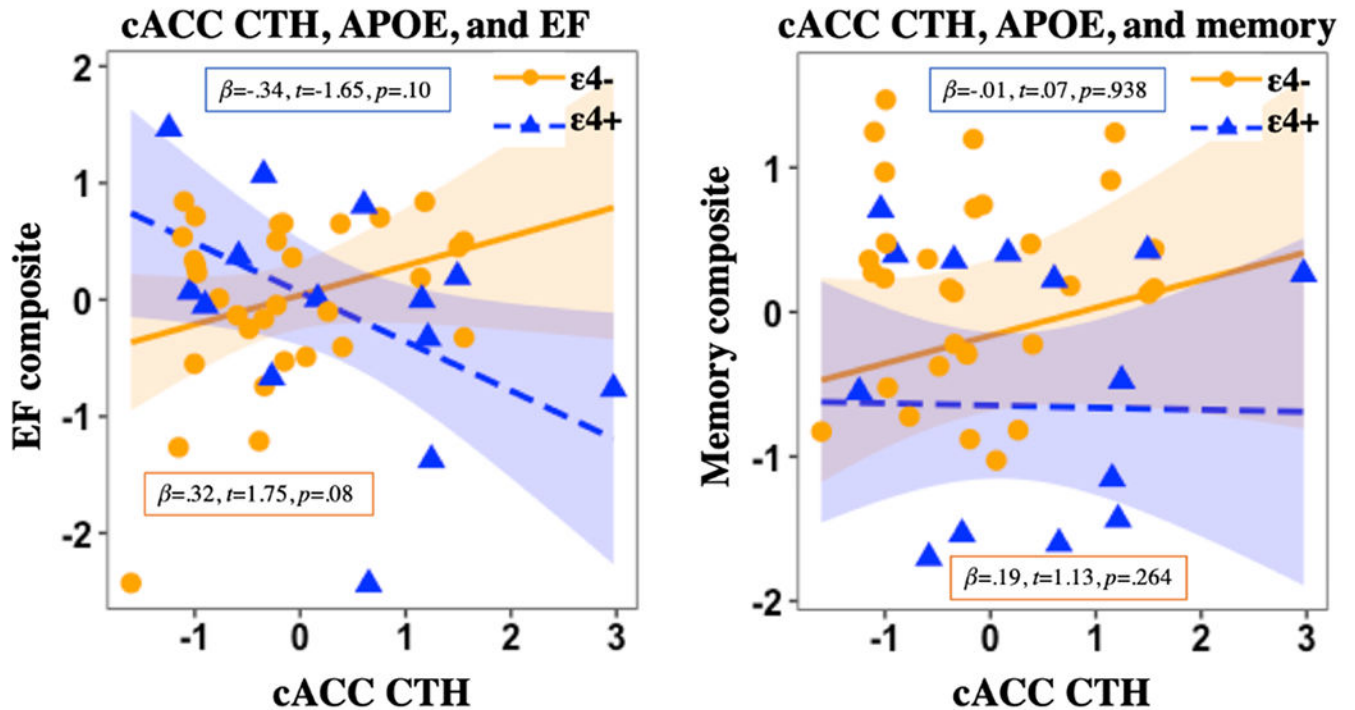 cACC CTH, APOE, and EF
β=-.34, t=-1.65, p=.10
ε4-
ε4+
2
1
0
-1
-2
EF composite
β=.32, t=1.75, p=.08
-1 0 1 2 3
cACC CTH
cACC CTH, APOE, and memory
β=-.01, t=.07, p=.938
ε4-
ε4+
1
0
-1
-2
Memory composite
β=.19, t=1.13, p=.264
-1 0 1 2 3
cACC CTH